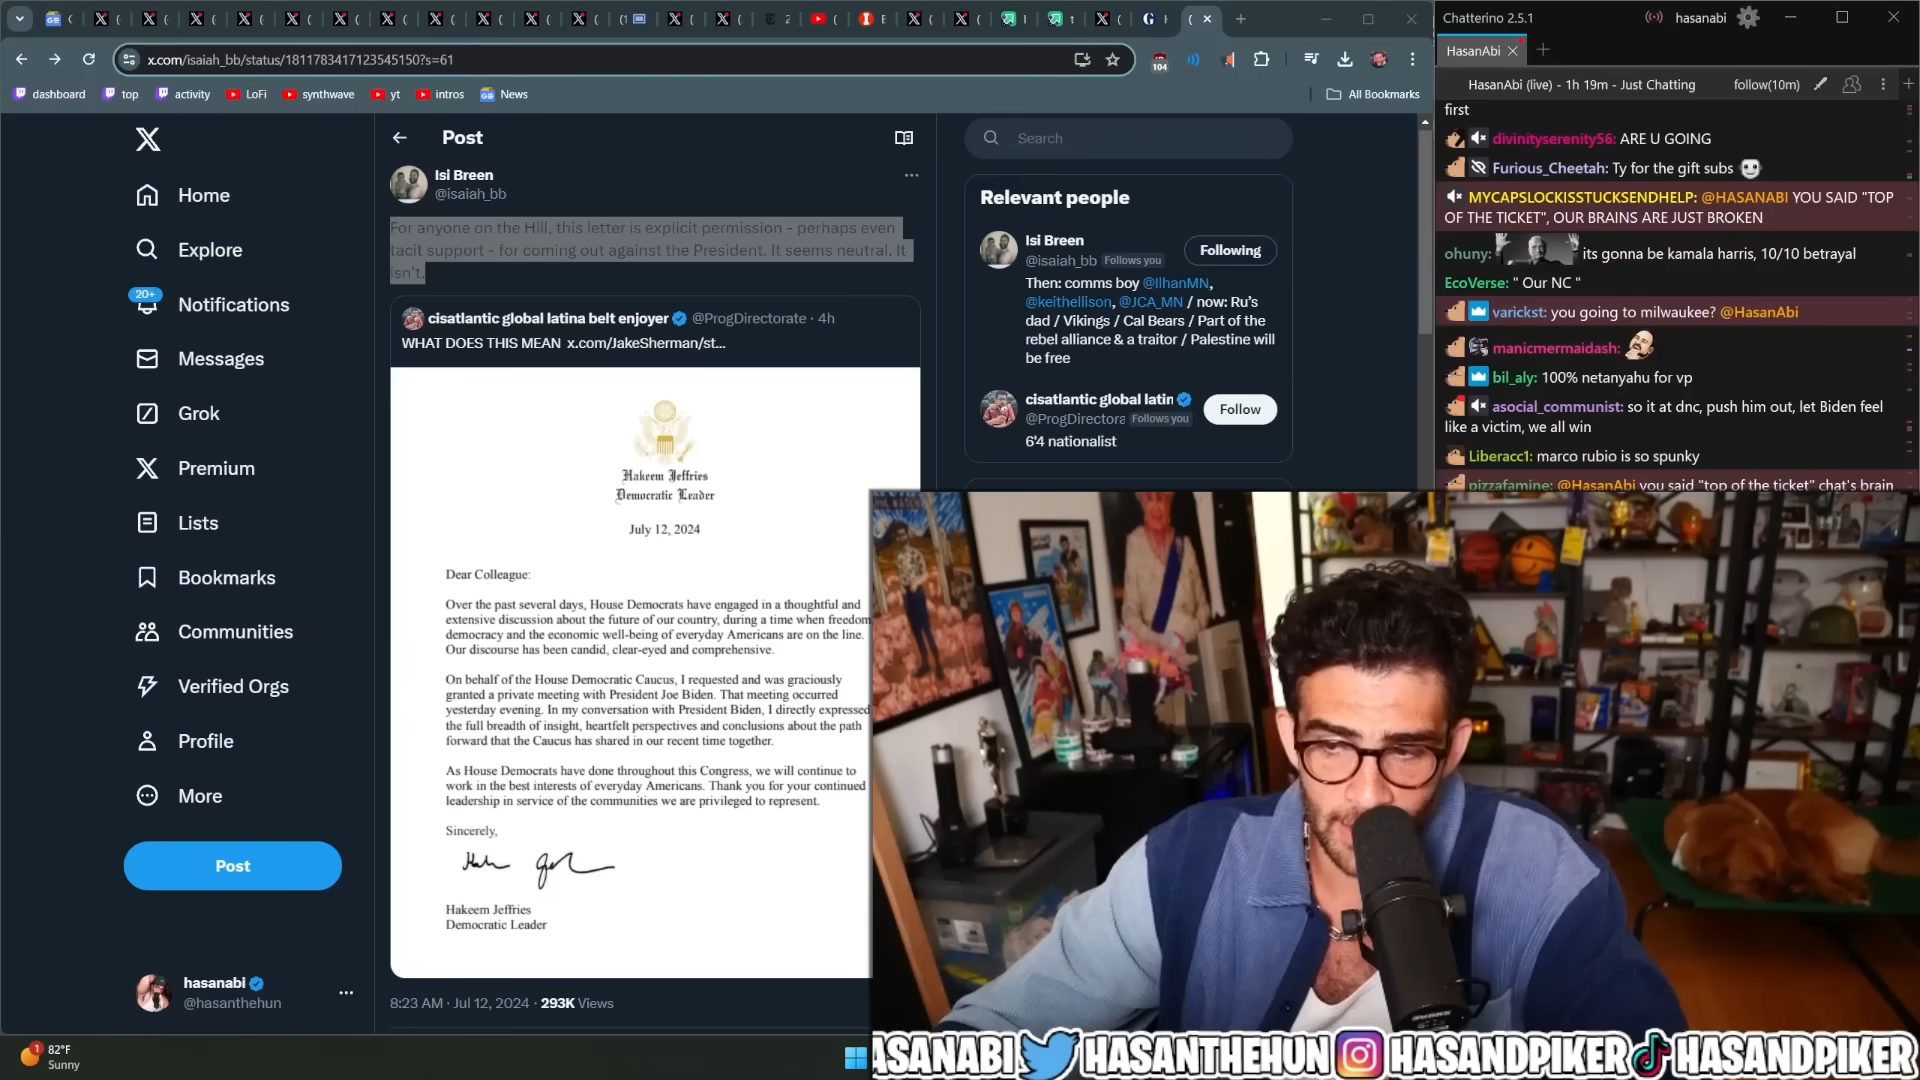 x.com/isaiah_bb/status/1811783417123545150?s=61
104
dashboard
top
activity
LoFi
synthwave
yt
intros
News
All Bookmarks
Home
Explore
20+
Notifications
Messages
Grok
Premium
Lists
Bookmarks
Communities
Verified Orgs
Profile
More
Post
hasanabi
@hasanthehun
Post
Isi Breen
@isaiah_bb
For anyone on the Hill, this letter is explicit permission - perhaps even
tacit support - for coming out against the President. It seems neutral. It
isn't.
cisatlantic global latina belt enjoyer @ProgDirectorate · 4h
WHAT DOES THIS MEAN x.com/JakeSherman/st…
Hakeem Jeffries
Democratic Leader
July 12, 2024
Dear Colleague:
Over the past several days, House Democrats have engaged in a thoughtful and
extensive discussion about the future of our country, during a time when freedom
democracy and the economic well-being of everyday Americans are on the line.
Our discourse has been candid, clear-eyed and comprehensive.
On behalf of the House Democratic Caucus, I requested and was graciously
granted a private meeting with President Joe Biden. That meeting occurred
yesterday evening. In my conversation with President Biden, I directly expressed
the full breadth of insight, heartfelt perspectives and conclusions about the path
forward that the Caucus has shared in our recent time together.
As House Democrats have done throughout this Congress, we will continue to
work in the best interests of everyday Americans. Thank you for your continued
leadership in service of the communities we are privileged to represent.
Sincerely,
Hakeem Jeffries
Democratic Leader
8:23 AM · Jul 12, 2024 · 293K Views
Search
Relevant people
Isi Breen
@isaiah_bb Follows you
Following
Then: comms boy @IlhanMN,
@keithellison, @JCA_MN / now: Ru's
dad / Vikings / Cal Bears / Part of the
rebel alliance & a traitor / Palestine will
be free
cisatlantic global latin
@ProgDirectora Follows you
Follow
6'4 nationalist
Chatterino 2.5.1
hasanabi
HasanAbi
HasanAbi (live) - 1h 19m - Just Chatting
follow(10m)
first
divinityserenity56: ARE U GOING
Furious_Cheetah: Ty for the gift subs
MYCAPSLOCKISSTUCKSENDHELP: @HASANABI YOU SAID "TOP
OF THE TICKET", OUR BRAINS ARE JUST BROKEN
ohuny: its gonna be kamala harris, 10/10 betrayal
EcoVerse: " Our NC "
varickst: you going to milwaukee? @HasanAbi
manicmermaidash:
bil_aly: 100% netanyahu for vp
asocial_communist: so it at dnc, push him out, let Biden feel
like a victim, we all win
Liberacc1: marco rubio is so spunky
pizzafamine: @HasanAbi you said "top of the ticket" chat's brain
1
82°F
Sunny
ASANABI HASANTHEHUN HASANDPIKER HASANDPIKER